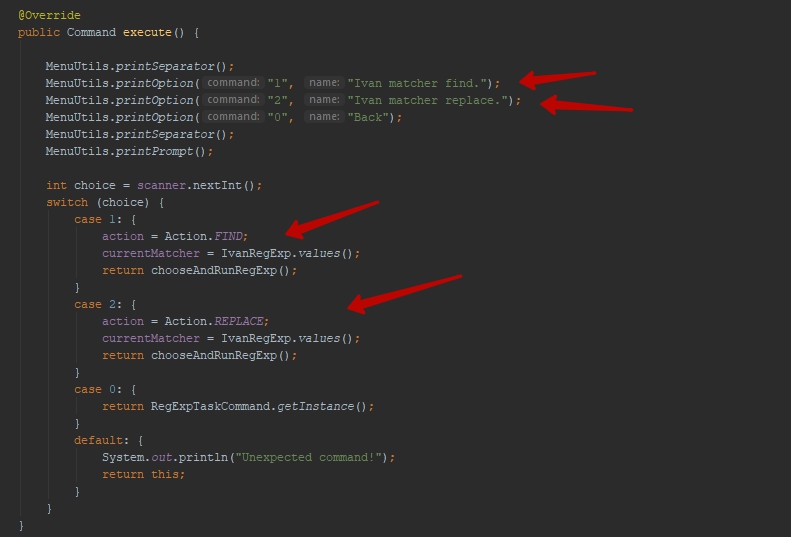 @Override
public Command execute() {
MenuUtils.printSeparator();
MenuUtils.printOption( command: "1", name: "Ivan matcher find.");
MenuUtils.printOption( command: "2", name: "Ivan matcher replace.");
MenuUtils.printOption( command: "0", name: "Back");
MenuUtils.printSeparator();
MenuUtils.printPrompt();
int choice = scanner.nextInt();
switch (choice) {
case 1: {
action = Action.FIND;
currentMatcher = IvanRegExp.values();
return chooseAndRunRegExp();
}
case 2: {
action = Action.REPLACE;
currentMatcher = IvanRegExp.values();
return chooseAndRunRegExp();
}
case 0: {
return RegExpTaskCommand.getInstance();
}
default: {
System.out.println("Unexpected command!");
return this;
}
}
}